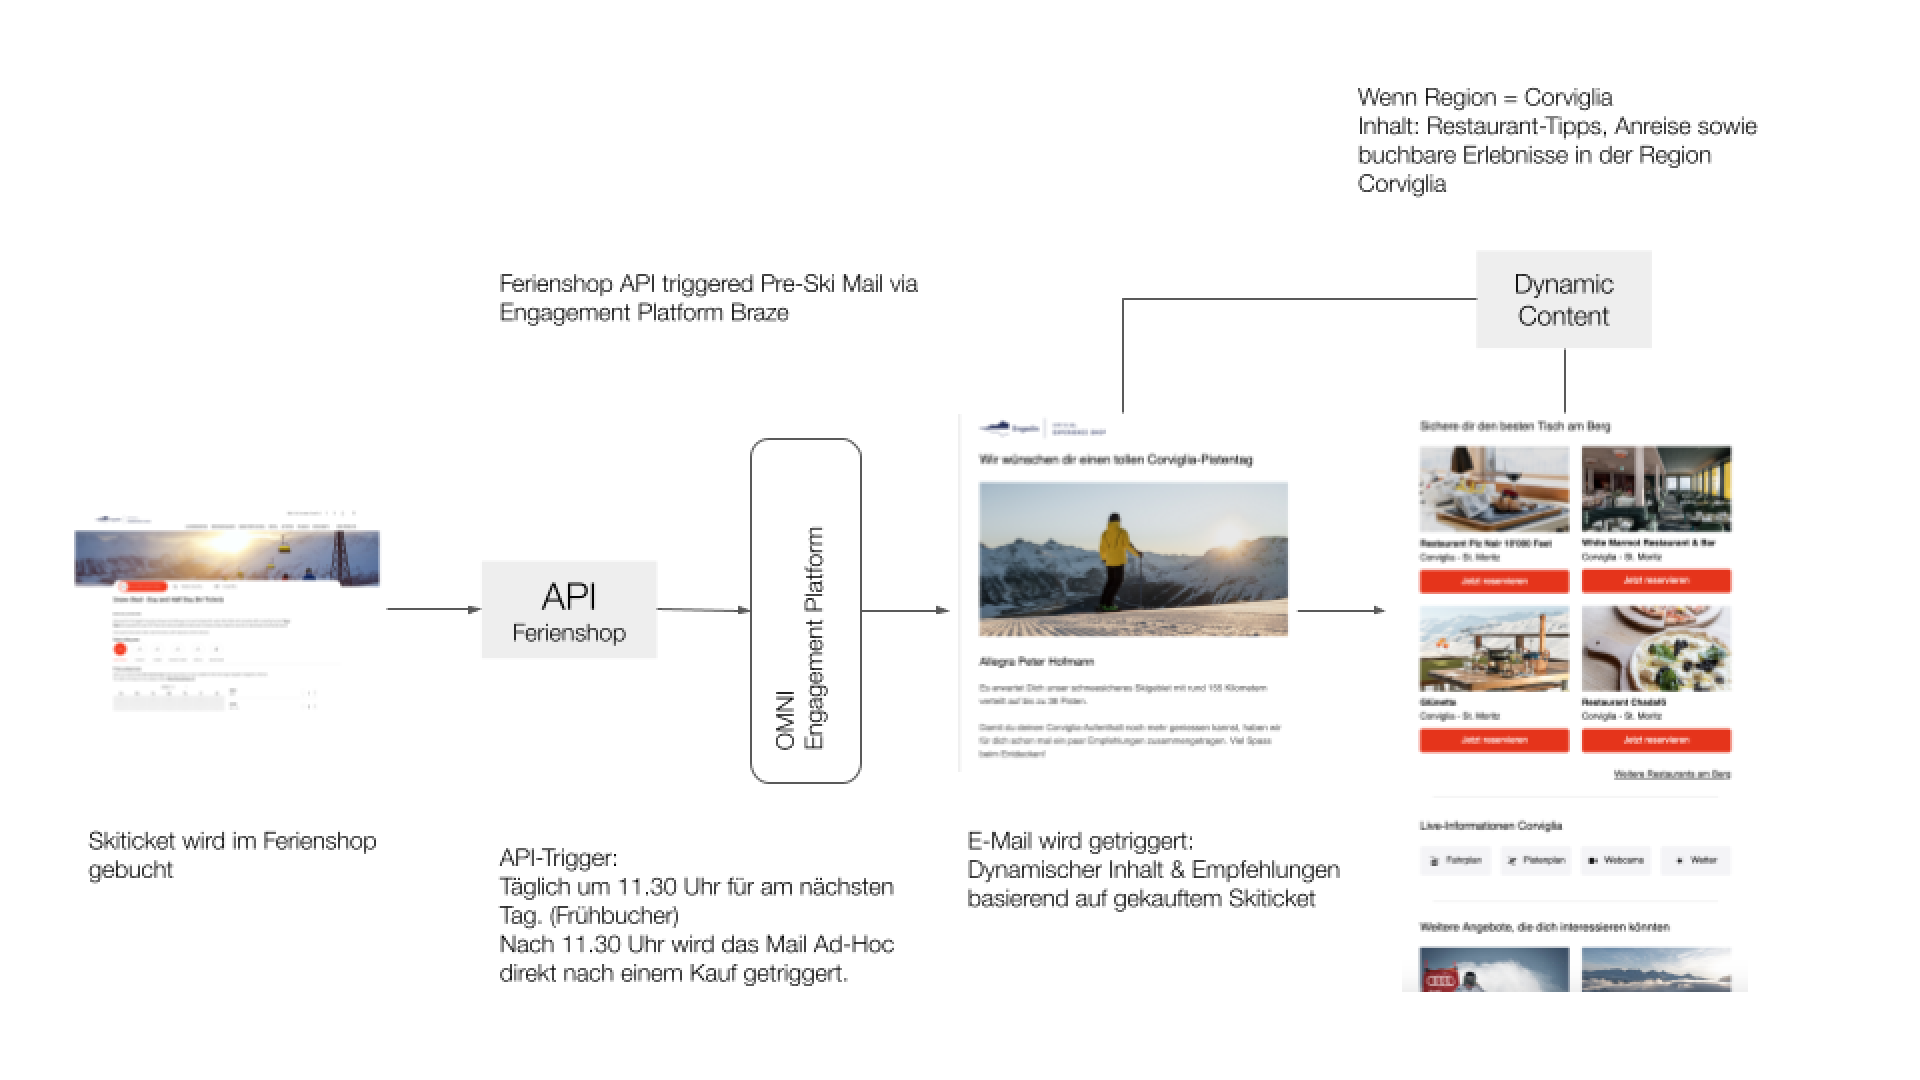 Wenn Region = Corviglia
Inhalt: Restaurant-Tipps, Anreise sowie
buchbare Erlebnisse in der Region
Corviglia
Ferienshop API triggered Pre-Ski Mail via
Engagement Platform Braze
Dynamic
Content
API
Ferienshop
OMNI
Engagement Platform
Wir wünschen dir einen tollen Corviglia-Pistentag
Allegra Peter Hofmann
Es erwartet Dich unser schneesicheres Skigebiet mit rund 155 Kilometern
verteilt auf bis zu 38 Pisten.
Damit du deinen Corviglia-Aufenthalt noch mehr geniessen kannst, haben wir
für dich schon mal ein paar Empfehlungen zusammengetragen. Viel Spass
beim Entdecken!
Sichere dir den besten Tisch am Berg
Restaurant Piz Nair
Corviglia - St. Moritz
Jetzt reservieren
White Marmot Restaurant & Bar
Corviglia - St. Moritz
Jetzt reservieren
Glünetta
Corviglia - St. Moritz
Jetzt reservieren
Restaurant Chadafö
Corviglia - St. Moritz
Jetzt reservieren
Weitere Restaurants am Berg
Live-Informationen Corviglia
Fahrplan
Pistenplan
Webcams
Wetter
Weitere Angebote, die dich interessieren könnten
Skiticket wird im Ferienshop
gebucht
API-Trigger:
Täglich um 11.30 Uhr für am nächsten
Tag. (Frühbucher)
Nach 11.30 Uhr wird das Mail Ad-Hoc
direkt nach einem Kauf getriggert.
E-Mail wird getriggert:
Dynamischer Inhalt & Empfehlungen
basierend auf gekauftem Skiticket